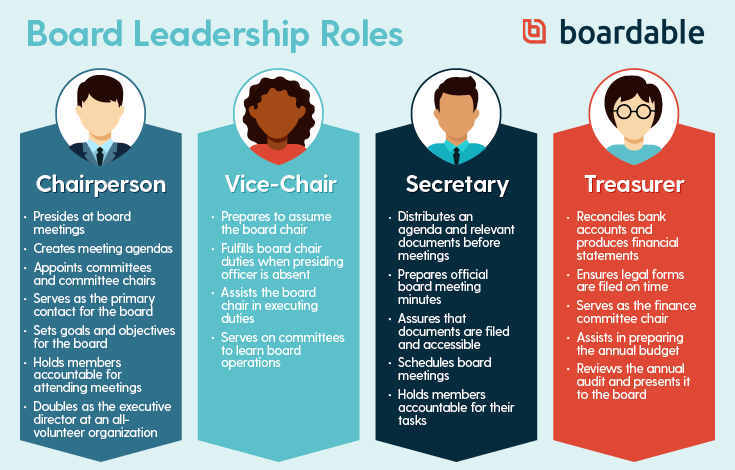 Board Leadership Roles
boardable
Chairperson
· Presides at board
meetings
· Creates meeting agendas
· Appoints committees
and committee chairs
· Serves as the primary
contact for the board
· Sets goals and objectives
for the board
· Holds members
accountable for
attending meetings
· Doubles as the executive
director at an all-
volunteer organization
Vice-Chair
· Prepares to assume
the board chair
· Fulfills board chair
duties when presiding
officer is absent
· Assists the board
chair in executing
duties
· Serves on committees
to learn board
operations
Secretary
· Distributes an
agenda and relevant
documents before
meetings
· Prepares official
board meeting
minutes
· Assures that
documents are filed
and accessible
· Schedules board
meetings
· Holds members
accountable for their
tasks
Treasurer
· Reconciles bank
accounts and
produces financial
statements
· Ensures legal forms
are filed on time
· Serves as the finance
committee chair
· Assists in preparing
the annual budget
· Reviews the annual
audit and presents it
to the board